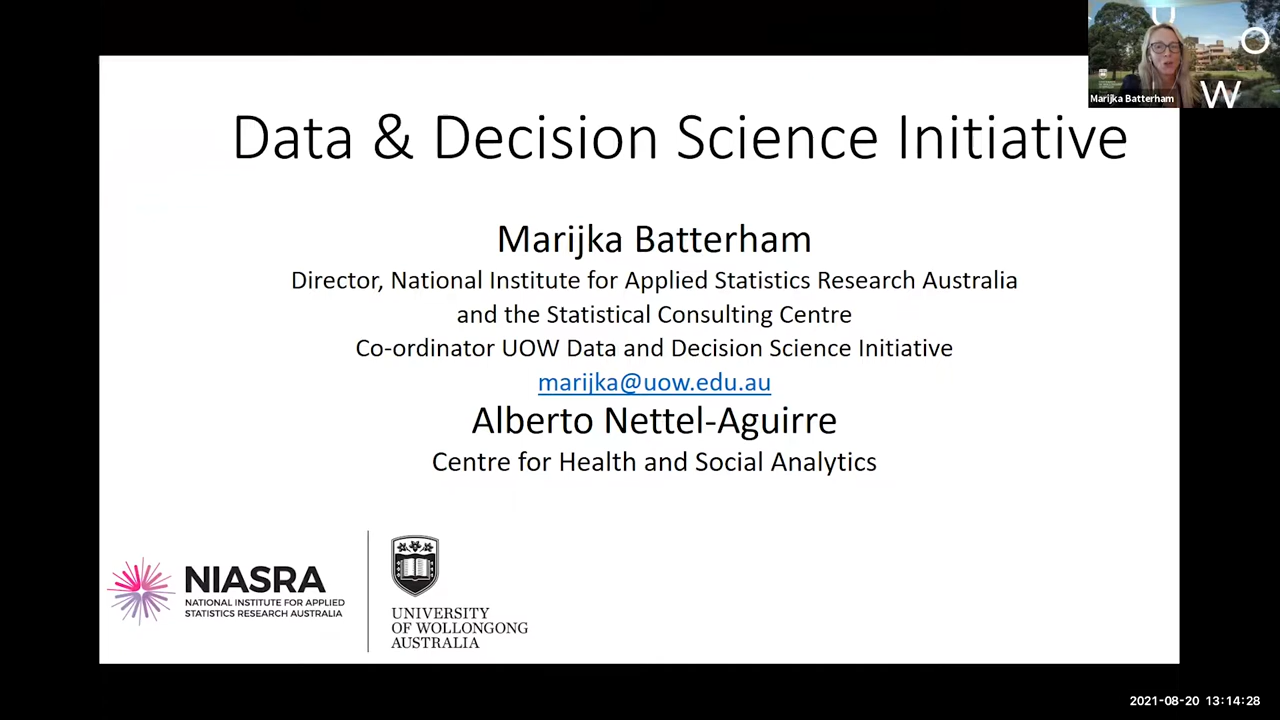 U
O
W
Marijka Batterham
Data & Decision Science Initiative
Marijka Batterham
Director, National Institute for Applied Statistics Research Australia
and the Statistical Consulting Centre
Co-ordinator UOW Data and Decision Science Initiative
marijka@uow.edu.au
Alberto Nettel-Aguirre
Centre for Health and Social Analytics
NIASRA
NATIONAL INSTITUTE FOR APPLIED
STATISTICS RESEARCH AUSTRALIA
UNIVERSITY
OF WOLLONGONG
AUSTRALIA
2021-08-20 13:14:28